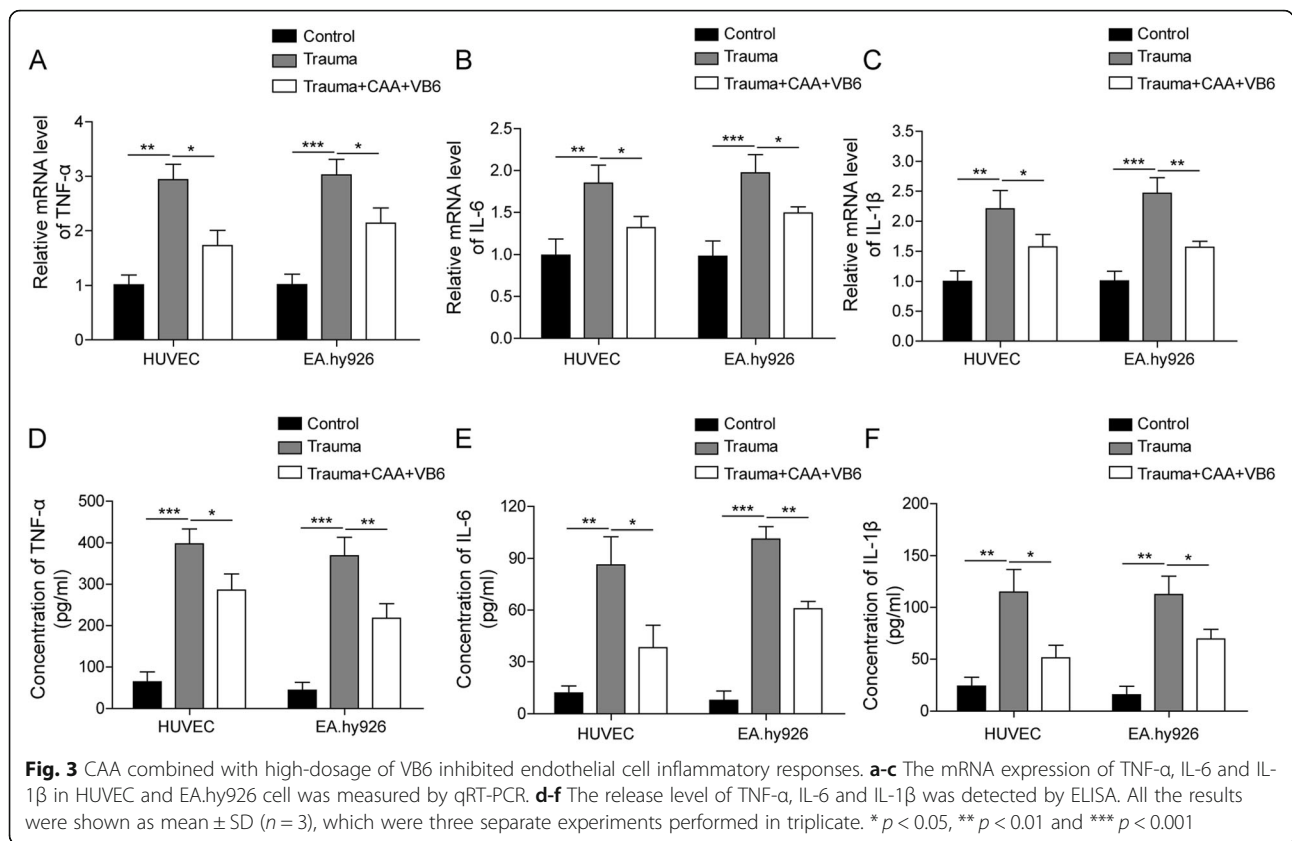 A
Control
Trauma
Trauma+CAA+VB6
Relative mRNA level
of TNF-α
4
3
2
1
0
** * *** *
HUVEC EA.hy926
B
Control
Trauma
Trauma+CAA+VB6
Relative mRNA level
of IL-6
2.5
2.0
1.5
1.0
0.5
0.0
** * *** *
HUVEC EA.hy926
C
Control
Trauma
Trauma+CAA+VB6
Relative mRNA level
of IL-1β
3.5
3.0
2.5
2.0
1.5
1.0
0.5
0.0
** * *** **
HUVEC EA.hy926
D
Control
Trauma
Trauma+CAA+VB6
Concentration of TNF-α
(pg/ml)
500
400
300
200
100
0
*** * *** **
HUVEC EA.hy926
E
Control
Trauma
Trauma+CAA+VB6
Concentration of IL-6
(pg/ml)
120
90
60
30
0
** * *** **
HUVEC EA.hy926
F
Control
Trauma
Trauma+CAA+VB6
Concentration of IL-1β
(pg/ml)
200
150
100
50
0
** * ** *
HUVEC EA.hy926
Fig. 3 CAA combined with high-dosage of VB6 inhibited endothelial cell inflammatory responses. a-c The mRNA expression of TNF-α, IL-6 and IL-
1β in HUVEC and EA.hy926 cell was measured by qRT-PCR. d-f The release level of TNF-α, IL-6 and IL-1β was detected by ELISA. All the results
were shown as mean ± SD (n = 3), which were three separate experiments performed in triplicate. * p < 0.05, ** p < 0.01 and *** p < 0.001